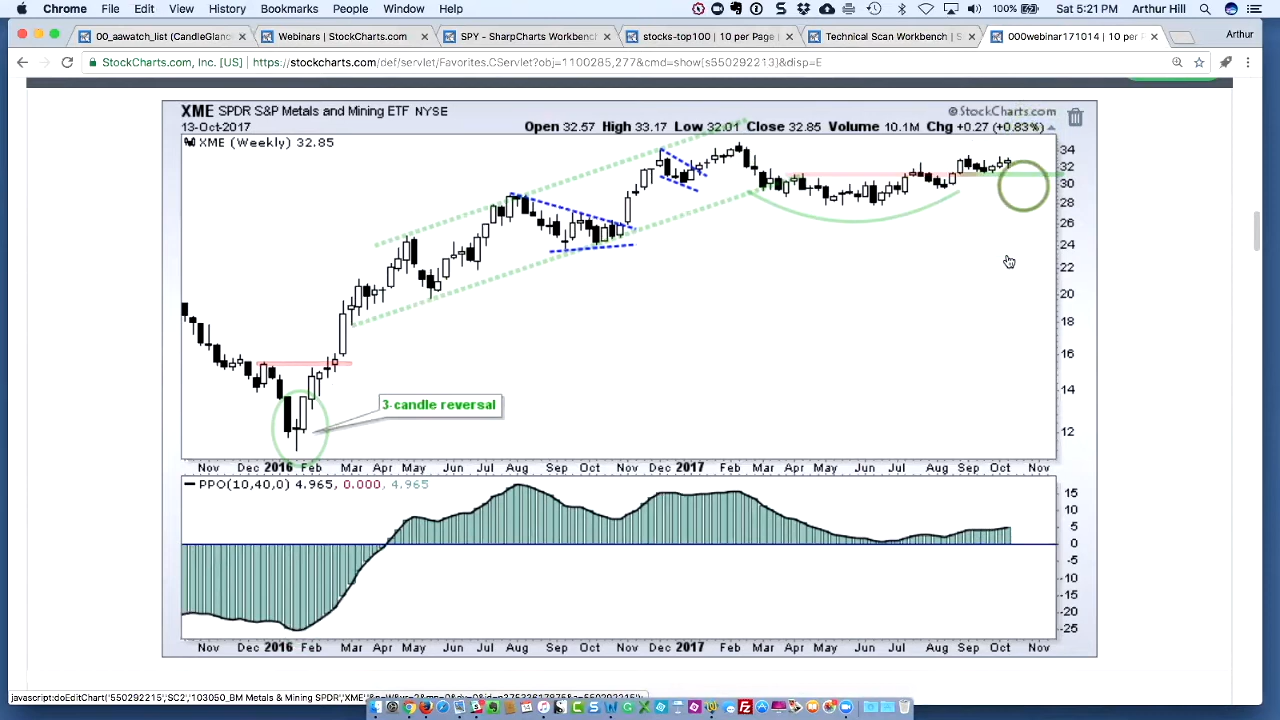 Chrome File Edit View History Bookmarks People Window Help 100% Sat 5:21 PM Arthur Hill
00_aawatch_list (CandleGlanc × Webinars | StockCharts.com × SPY - SharpCharts Workbench × stocks-top100 | 10 per Page | × Technical Scan Workbench | S × 000webinar171014 | 10 per P × Arthur
StockCharts.com, Inc. [US] | https://stockcharts.com/def/servlet/Favorites.CServlet?obj=1100285,277&cmd=show[s550292213]&disp=E
XME SPDR S&P Metals and Mining ETF NYSE © StockCharts.com
13-Oct-2017 Open 32.57 High 33.17 Low 32.01 Close 32.85 Volume 10.1M Chg +0.27 (+0.83%)
XME (Weekly) 32.85
34
32
30
28
26
24
22
20
18
16
14
3-candle reversal
12
Nov Dec 2016 Feb Mar Apr May Jun Jul Aug Sep Oct Nov Dec 2017 Feb Mar Apr May Jun Jul Aug Sep Oct Nov
PPO(10,40,0) 4.965, 0.000, 4.965
15
10
5
0
-5
-10
-15
-20
-25
Nov Dec 2016 Feb Mar Apr May Jun Jul Aug Sep Oct Nov Dec 2017 Feb Mar Apr May Jun Jul Aug Sep Oct Nov